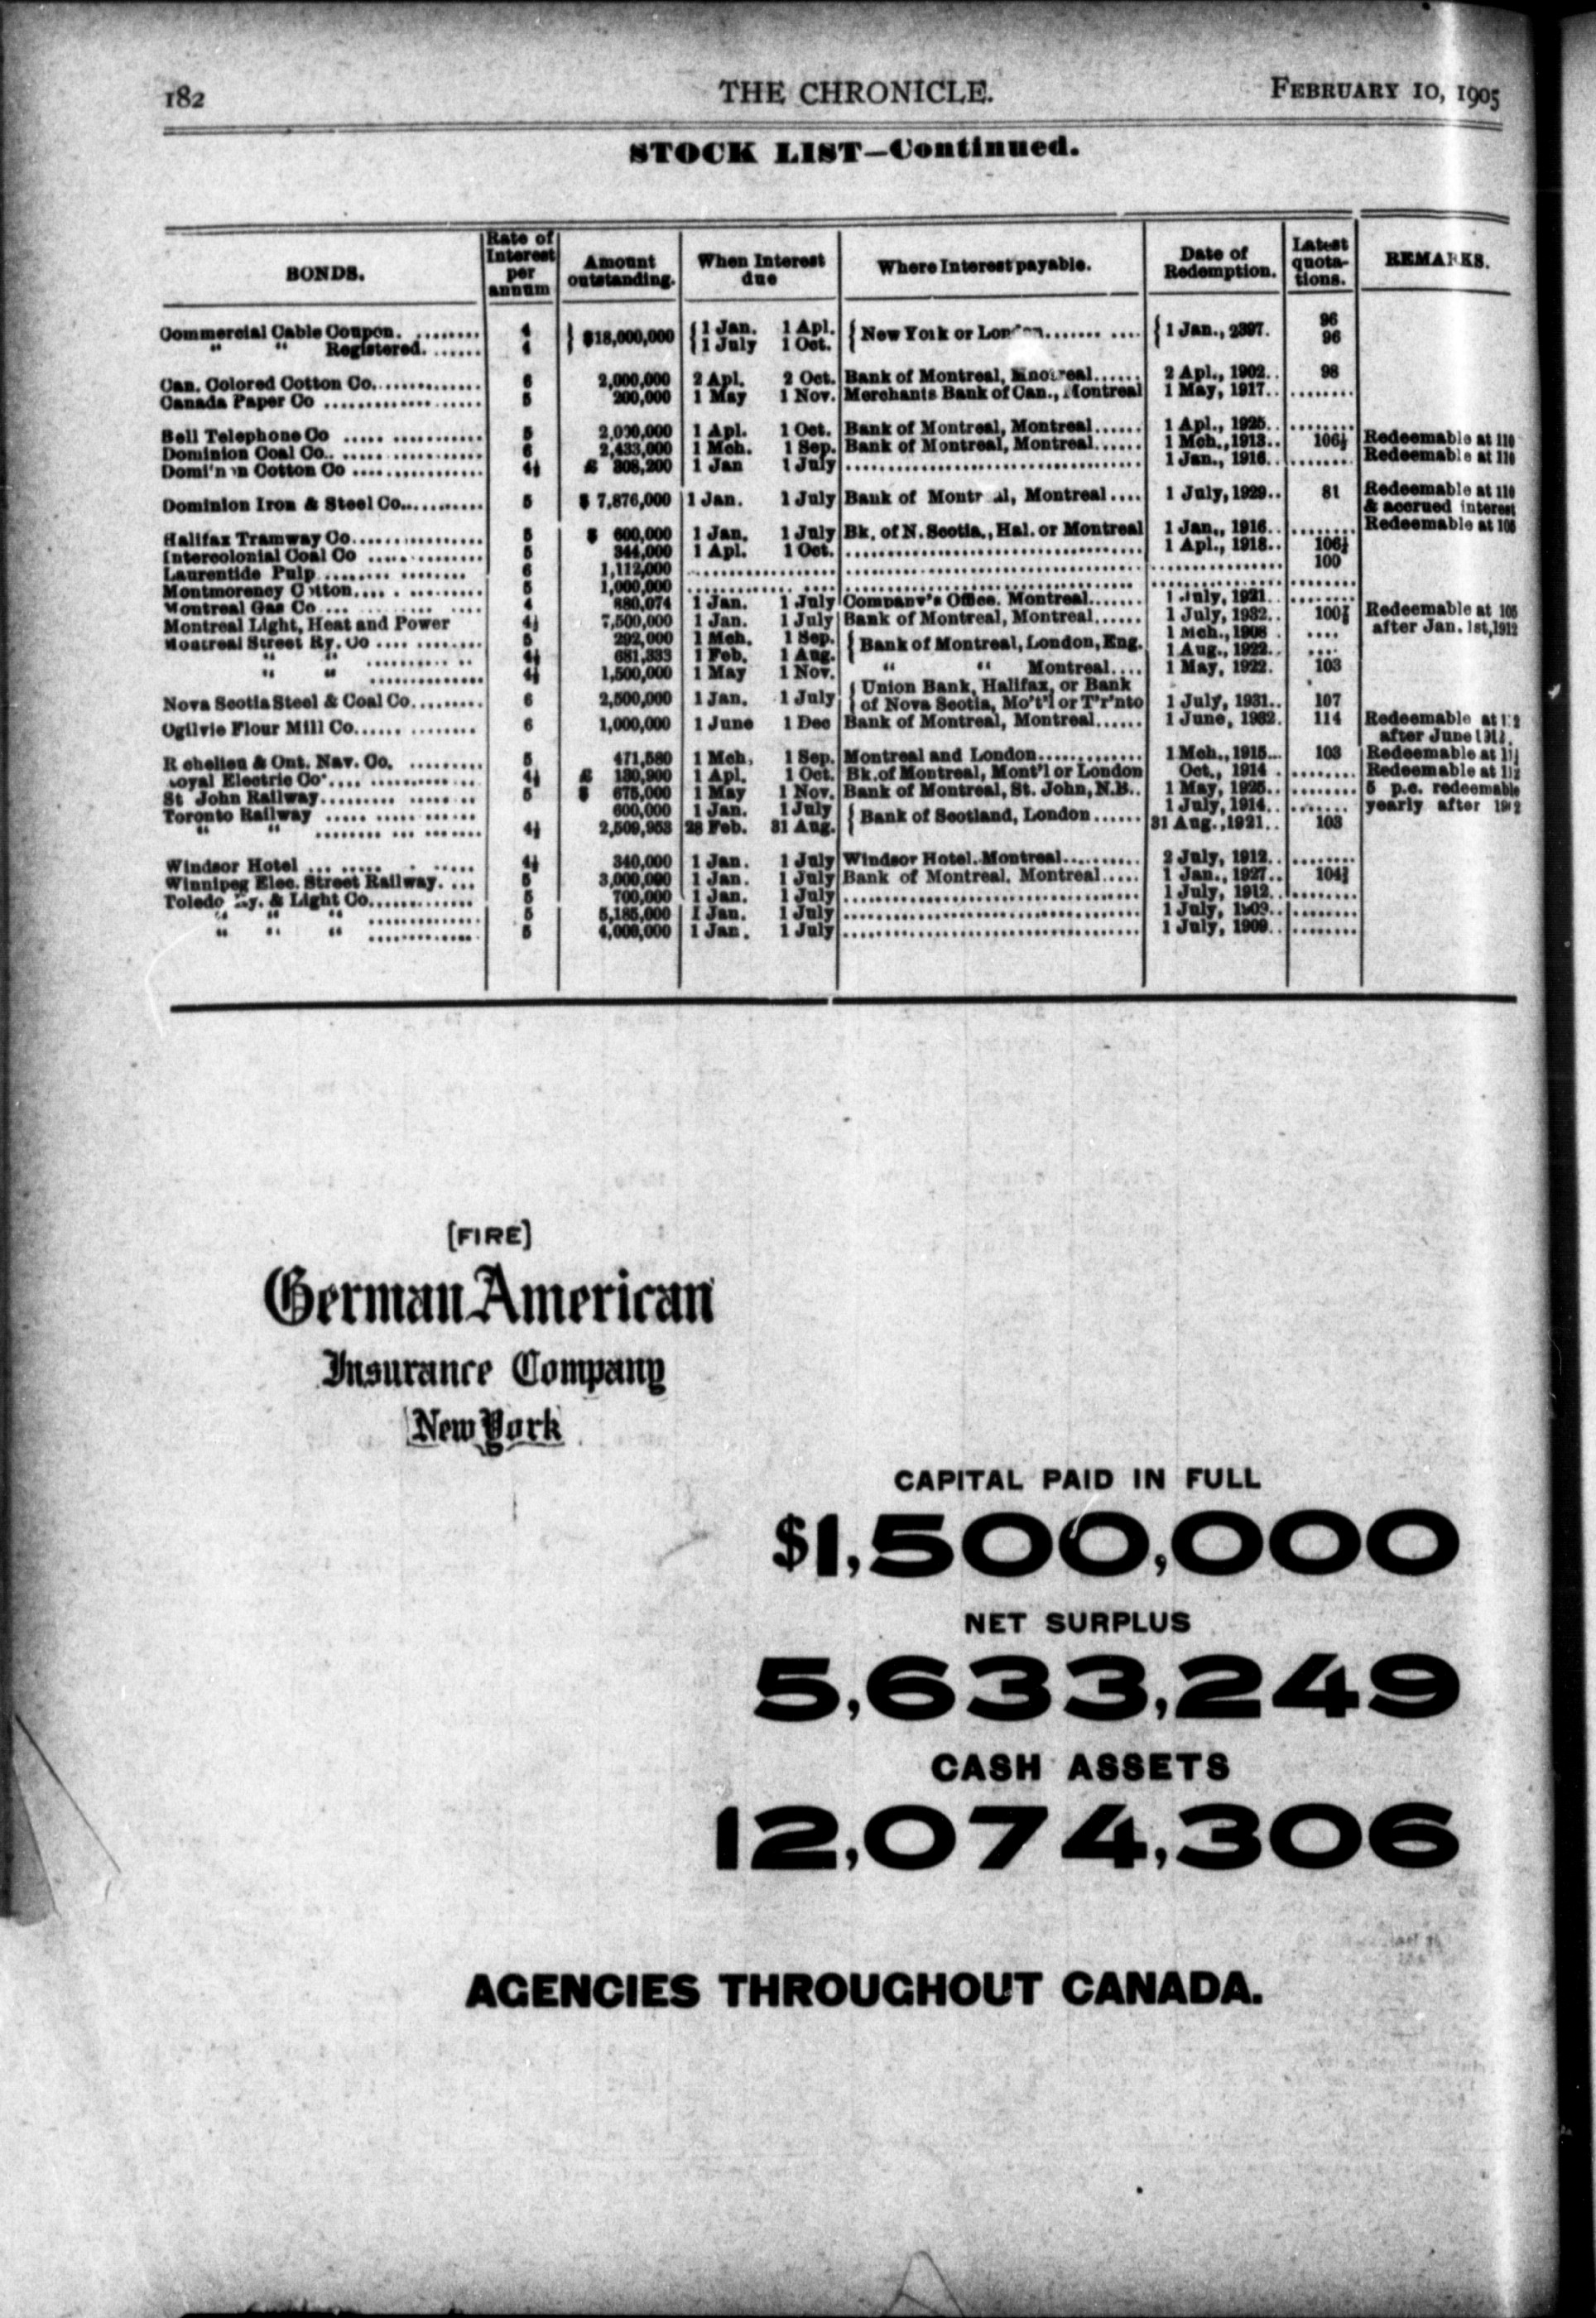 182 THE CHRONICLE. FEBRUARY 10, 1905
STOCK LIST—Continued.
BONDS. Rate of Interest per annum Amount outstanding. When Interest due Where Interest payable. Date of Redemption. Latest quotations. REMARKS.
Commercial Cable Coupon. 4 $18,000,000 1 Jan. 1 Apl. New York or London 1 Jan., 2397. 96
" " Registered. 4 1 July 1 Oct. 96
Can. Colored Cotton Co. 6 2,000,000 2 Apl. 2 Oct. Bank of Montreal, 2 Apl., 1902. 98
Canada Paper Co 5 200,000 1 May 1 Nov. Merchants Bank of Can., Montreal 1 May, 1917.
Bell Telephone Co 5 2,000,000 1 Apl. 1 Oct. Bank of Montreal, Montreal 1 Apl., 1925.
Dominion Coal Co. 6 2,433,000 1 Mch. 1 Sep. Bank of Montreal, Montreal 1 Mch., 1913. 106½ Redeemable at 110
Domi'n 'n Cotton Co 4½ £ 308,200 1 Jan 1 July 1 Jan., 1916. Redeemable at 110
Dominion Iron & Steel Co. 5 $ 7,876,000 1 Jan. 1 July Bank of Montr al, Montreal 1 July, 1929. 81 Redeemable at 110
& accrued interest
Halifax Tramway Co. 5 $ 600,000 1 Jan. 1 July Bk. of N. Scotia., Hal. or Montreal 1 Jan., 1916. Redeemable at 105
Intercolonial Coal Co 5 344,000 1 Apl. 1 Oct. 1 Apl., 1918. 106½
Laurentide Pulp 6 1,112,000 100
Montmorency C tton 5 1,000,000
Montreal Gas Co 4 880,074 1 Jan. 1 July Company's Office. Montreal 1 July, 1921.
Montreal Light, Heat and Power 4½ 7,500,000 1 Jan. 1 July Bank of Montreal, Montreal 1 July, 1932. Redeemable at 105
after Jan. 1st, 1912
Montreal Street Ry. Co 5 292,000 1 Mch. 1 Sep. Bank of Montreal, London, Eng. 1 Mch., 1908
" " 4½ 681,333 1 Feb. 1 Aug. 1 Aug., 1922.
" " 4½ 1,500,000 1 May 1 Nov. " " Montreal 1 May, 1922. 103
Nova Scotia Steel & Coal Co. 6 2,500,000 1 Jan. 1 July Union Bank, Halifax, or Bank
of Nova Scotia, Mo't'l or T'r'nto 1 July, 1931. 107
Ogilvie Flour Mill Co. 6 1,000,000 1 June 1 Dec Bank of Montreal, Montreal 1 June, 1932. 114 Redeemable at
after June
R chelieu & Ont. Nav. Co. 5 471,580 1 Mch, 1 Sep. Montreal and London 1 Mch., 1915 103 Redeemable at
oyal Electric Co 4½ £ 130,900 1 Apl. 1 Oct. Bk. of Montreal, Mont'l or London Oct., 1914 Redeemable at
St John Railway 5 $ 675,000 1 May 1 Nov. Bank of Montreal, St. John, N.B. 1 May, 1925. 5 p.c. redeemable
Toronto Railway 600,000 1 Jan. 1 July Bank of Scotland, London 1 July, 1914. yearly after
" " 4½ 2,509,953 28 Feb. 31 Aug. 31 Aug., 1921. 103
Windsor Hotel 4½ 340,000 1 Jan. 1 July Windsor Hotel. Montreal 2 July, 1912.
Winnipeg Elec. Street Railway. 5 3,000,000 1 Jan. 1 July Bank of Montreal. Montreal 1 Jan., 1927.
Toledo & Light Co. 5 700,000 1 Jan. 1 July 1 July, 1912.
" " " 5 5,185,000 1 Jan. 1 July 1 July, 1909.
" " " 5 4,000,000 1 Jan. 1 July 1 July, 1909.
[FIRE]
German American
Insurance Company
New York
CAPITAL PAID IN FULL
$1,500,000
NET SURPLUS
5,633,249
CASH ASSETS
12,074,306
AGENCIES THROUGHOUT CANADA.